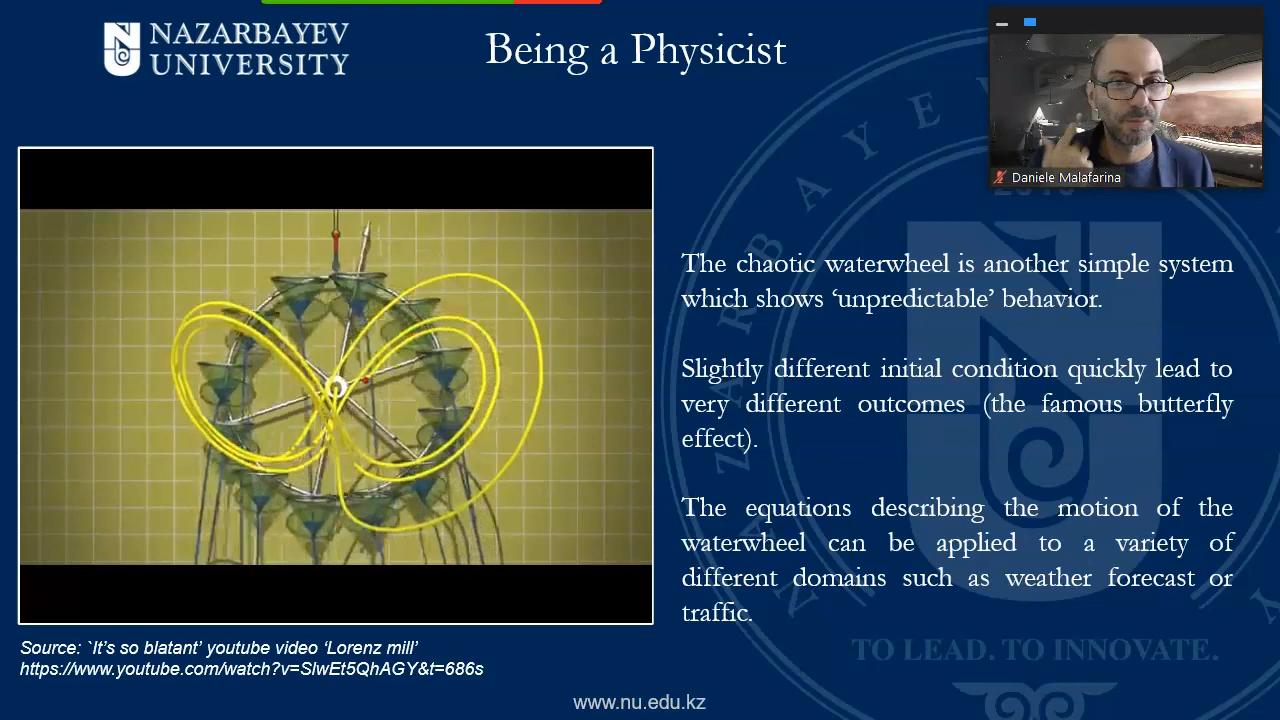 NAZARBAYEV
UNIVERSITY
Being a Physicist
Daniele Malafarina
The chaotic waterwheel is another simple system
which shows ‘unpredictable’ behavior.
Slightly different initial condition quickly lead to
very different outcomes (the famous butterfly
effect).
The equations describing the motion of the
waterwheel can be applied to a variety of
different domains such as weather forecast or
traffic.
Source: `It’s so blatant’ youtube video ‘Lorenz mill’
https://www.youtube.com/watch?v=SlwEt5QhAGY&t=686s
TO LEAD. TO INNOVATE.
www.nu.edu.kz